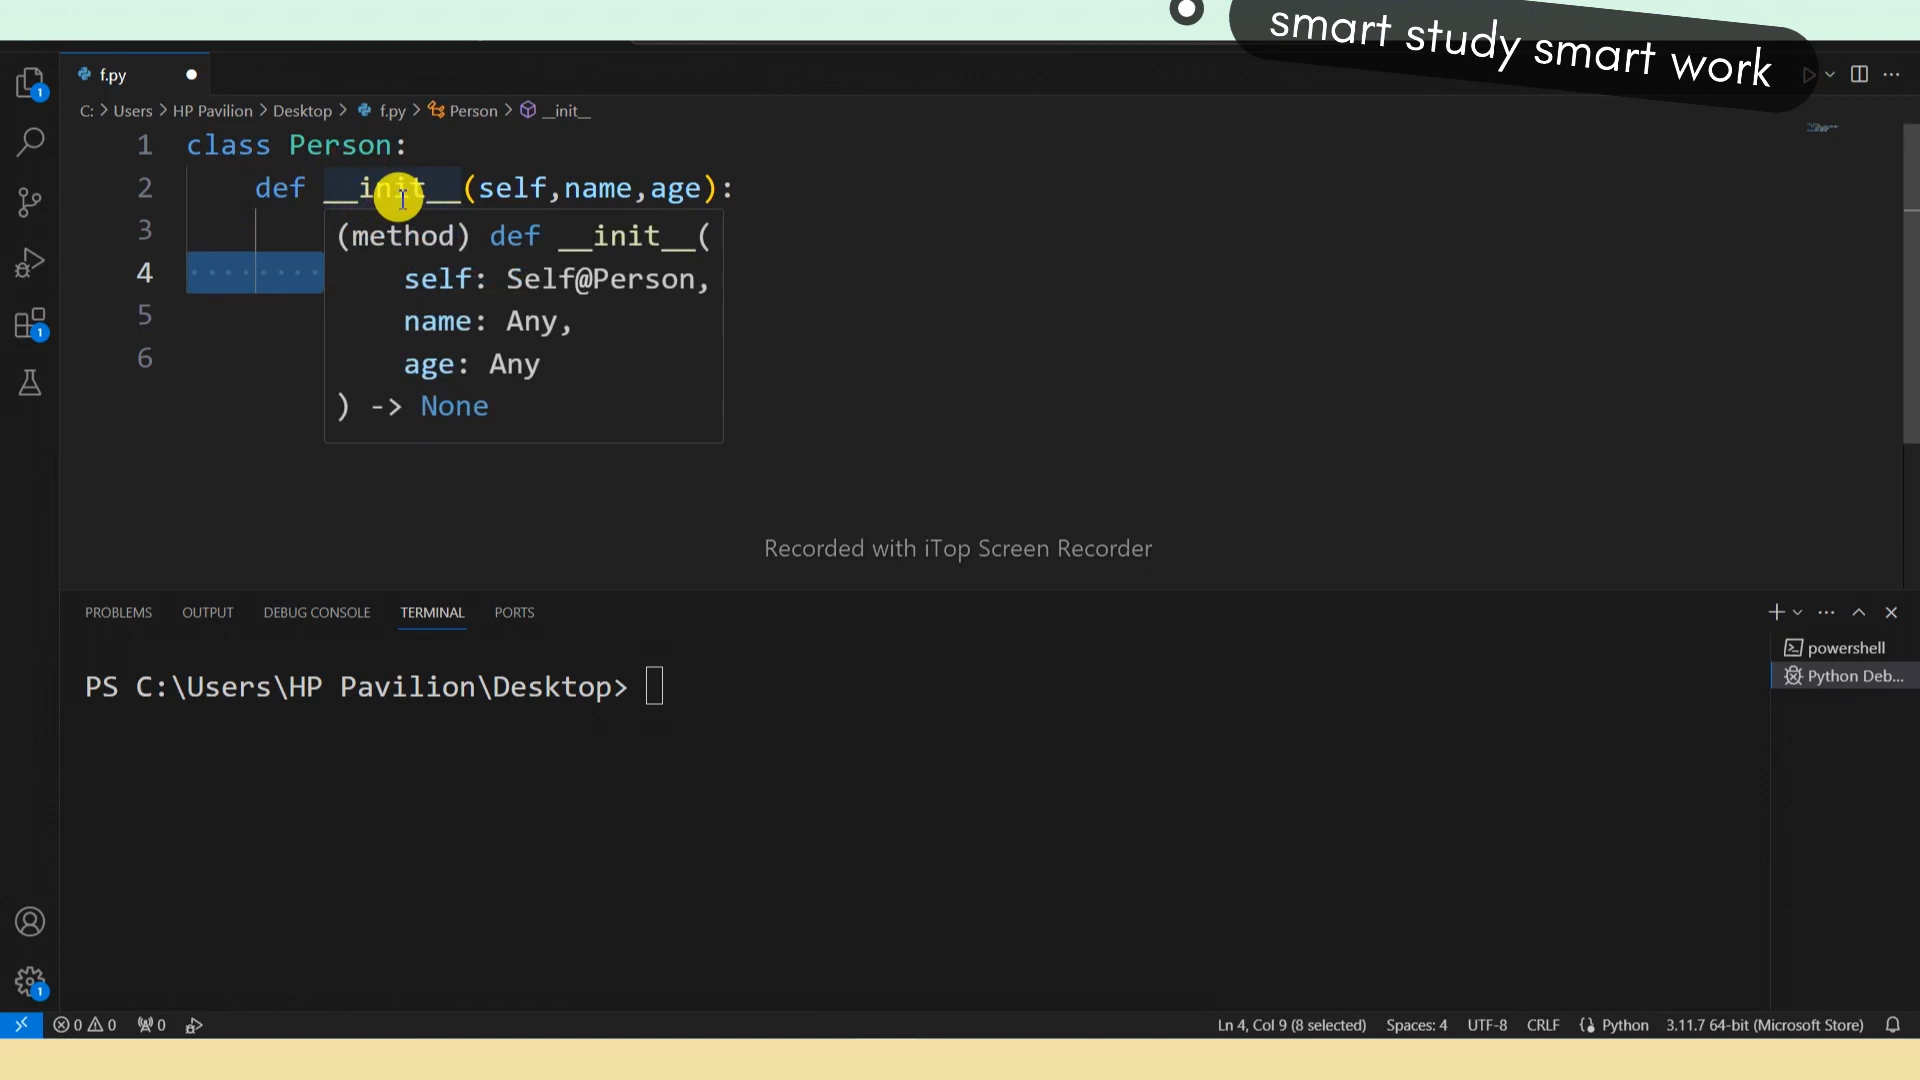 smart study smart work
f.py
C: > Users > HP Pavilion > Desktop > f.py > Person > __init__
1 class Person:
2 def __init__(self,name,age):
3
4
5
6
(method) def __init__(
self: Self@Person,
name: Any,
age: Any
) -> None
Recorded with iTop Screen Recorder
PROBLEMS OUTPUT DEBUG CONSOLE TERMINAL PORTS
powershell
Python Deb...
PS C:\Users\HP Pavilion\Desktop>
1
1
1
0 0 0 Ln 4, Col 9 (8 selected) Spaces: 4 UTF-8 CRLF Python 3.11.7 64-bit (Microsoft Store)